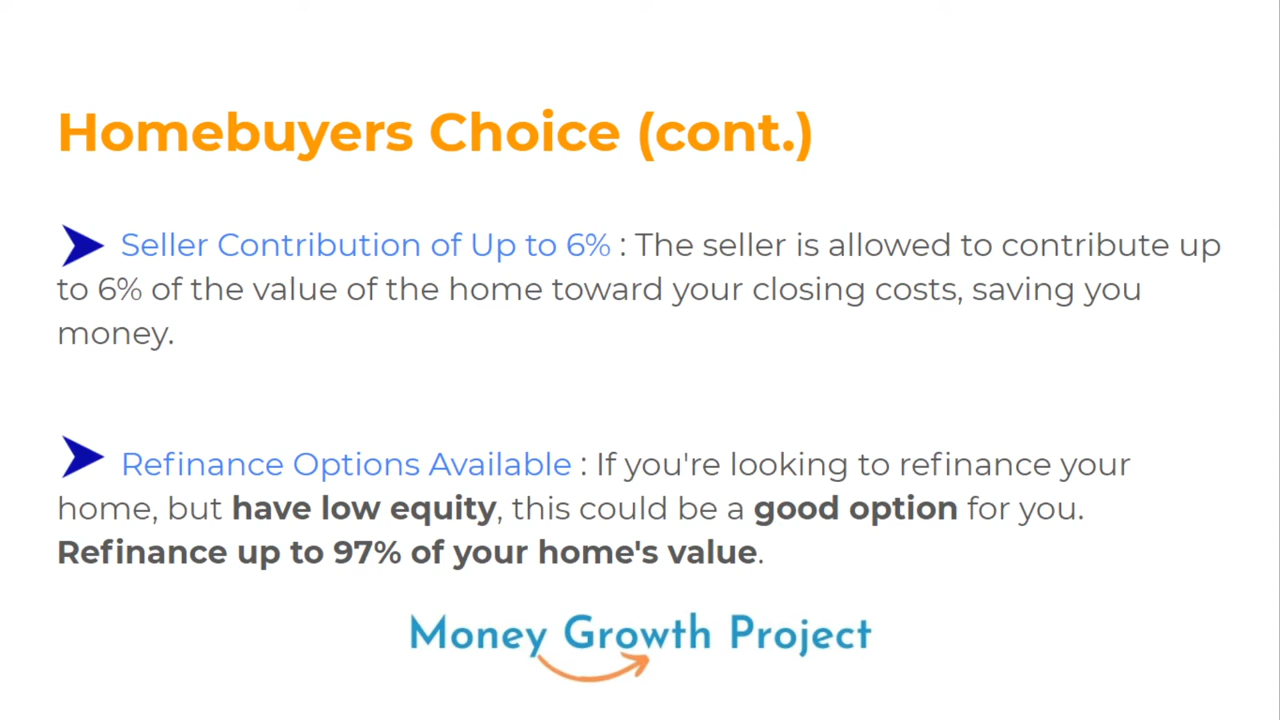 Homebuyers Choice (cont.)
Seller Contribution of Up to 6% : The seller is allowed to contribute up
to 6% of the value of the home toward your closing costs, saving you
money.
Refinance Options Available : If you're looking to refinance your
home, but have low equity, this could be a good option for you.
Refinance up to 97% of your home's value.
Money Growth Project